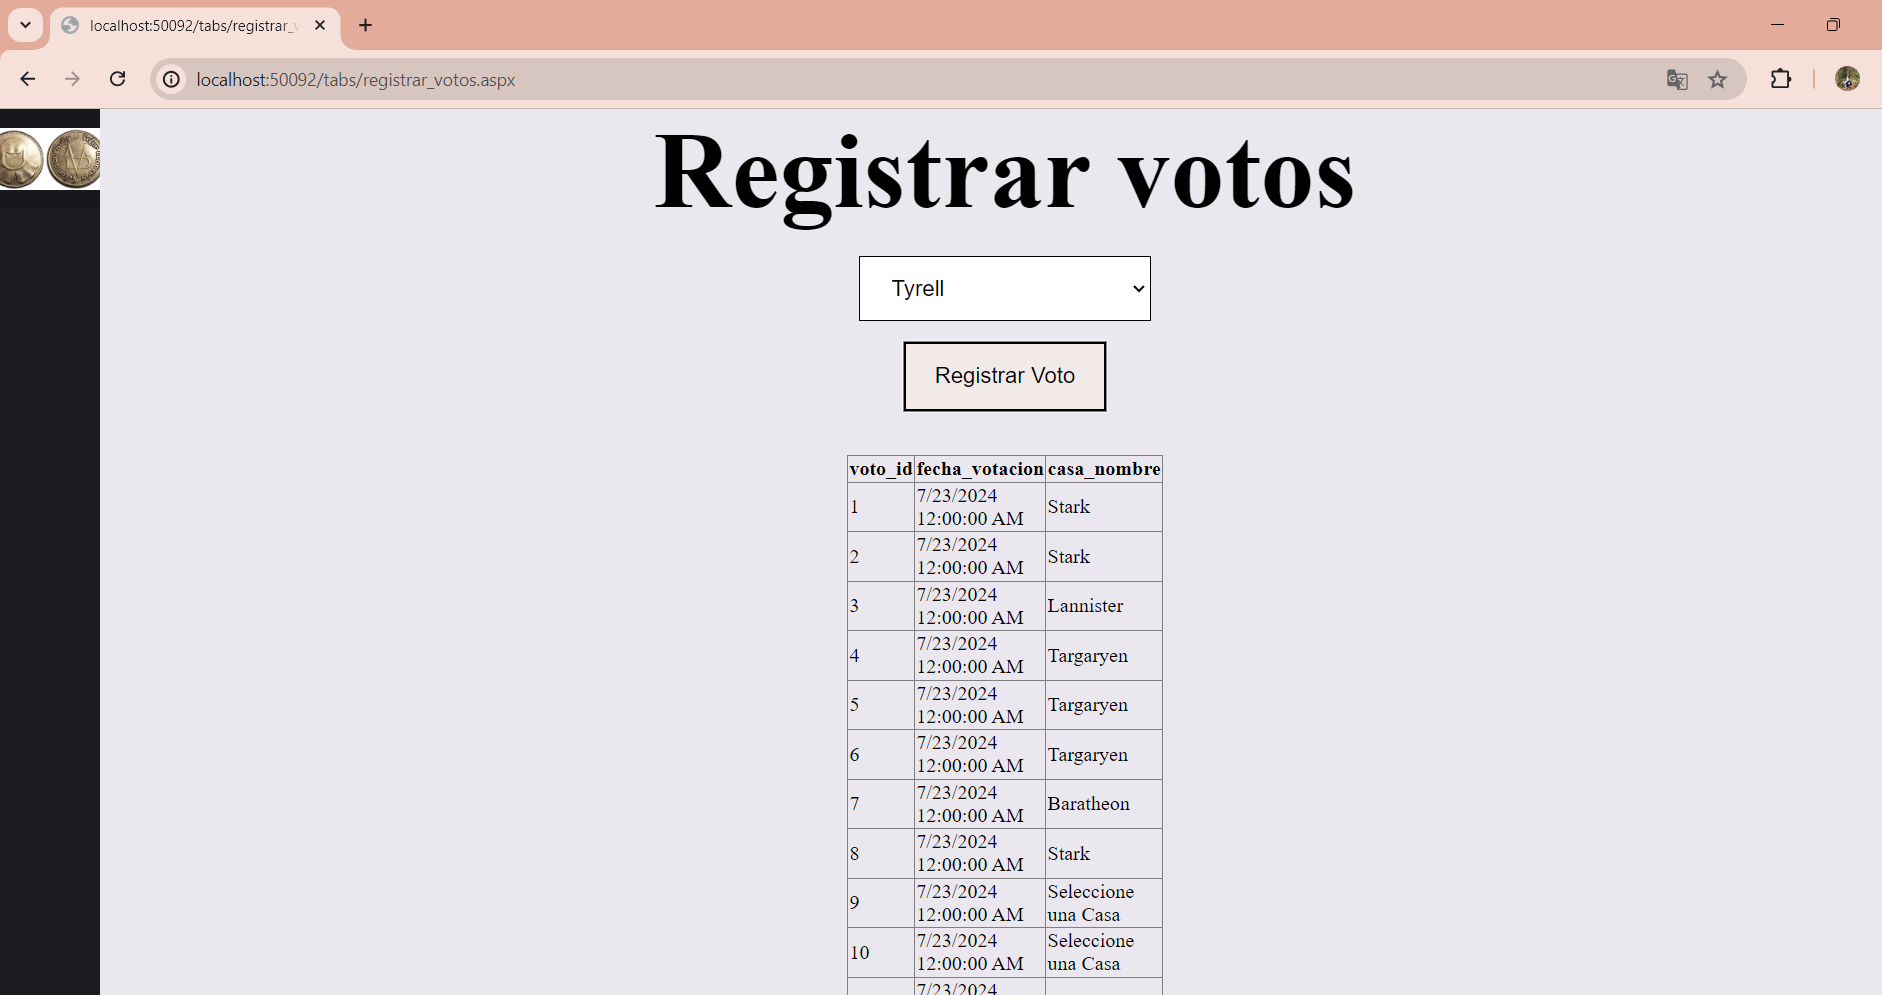 localhost:50092/tabs/registrar_
localhost:50092/tabs/registrar_votos.aspx
Registrar votos
Tyrell
Registrar Voto
voto_id fecha_votacion casa_nombre
1 7/23/2024 12:00:00 AM Stark
2 7/23/2024 12:00:00 AM Stark
3 7/23/2024 12:00:00 AM Lannister
4 7/23/2024 12:00:00 AM Targaryen
5 7/23/2024 12:00:00 AM Targaryen
6 7/23/2024 12:00:00 AM Targaryen
7 7/23/2024 12:00:00 AM Baratheon
8 7/23/2024 12:00:00 AM Stark
9 7/23/2024 12:00:00 AM Seleccione una Casa
10 7/23/2024 12:00:00 AM Seleccione una Casa
7/23/2024